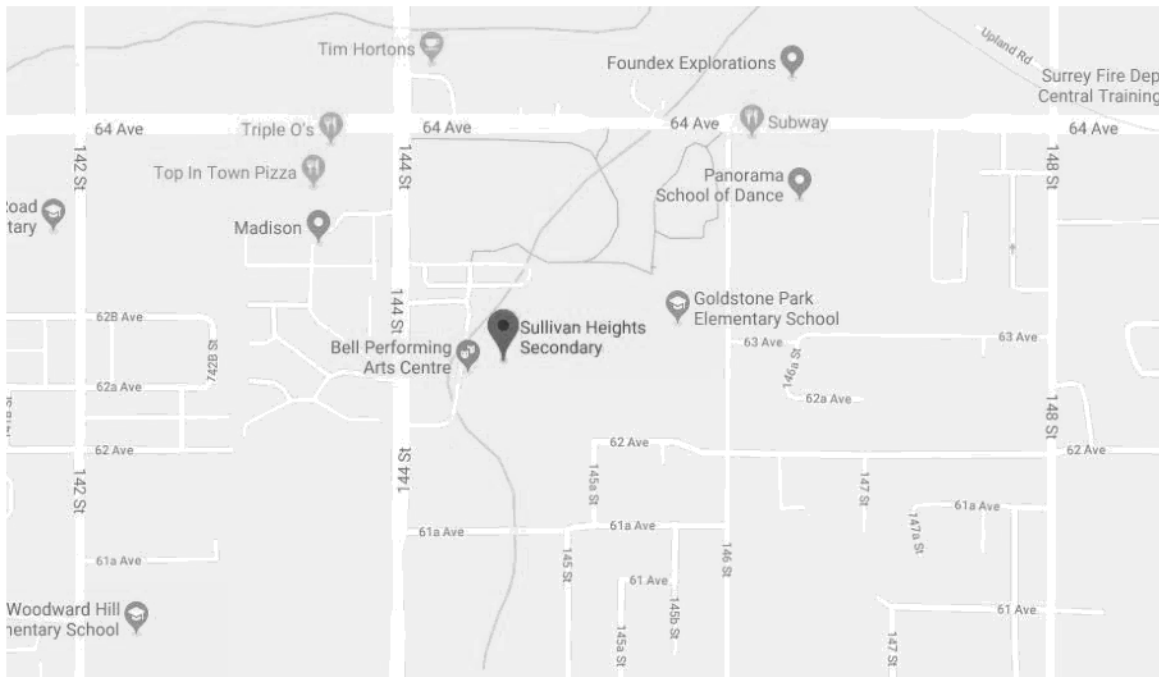 Tim Hortons
Foundex Explorations
Upland Rd
Surrey Fire Dep
Central Training
64 Ave
Triple O's
64 Ave
64 Ave
Subway
64 Ave
142 St
Top In Town Pizza
144 St
Panorama
School of Dance
148 St
oad
tary
Madison
Goldstone Park
Elementary School
62B Ave
144 St
Sullivan Heights
Secondary
Bell Performing
Arts Centre
142B St
63 Ave
63 Ave
146a St
62a Ave
62a Ave
148 St
62 Ave
62 Ave
62 Ave
144 St
142 St
145a St
147 St
61a Ave
61a Ave
61a Ave
147a St
61a Ave
145 St
146 St
61 Ave
Woodward Hill
nentary School
145a St
145b St
61 Ave
147 St